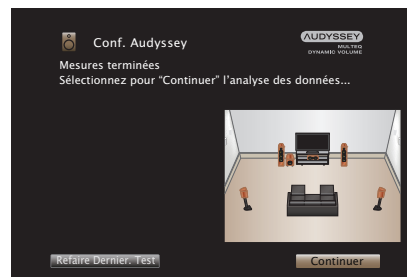 Conf. Audyssey
AUDYSSEY
MULTEQ
DYNAMIC VOLUME
Mesures terminées
Sélectionnez pour “Continuer” l’analyse des données...
Refaire Dernier. Test
Continuer